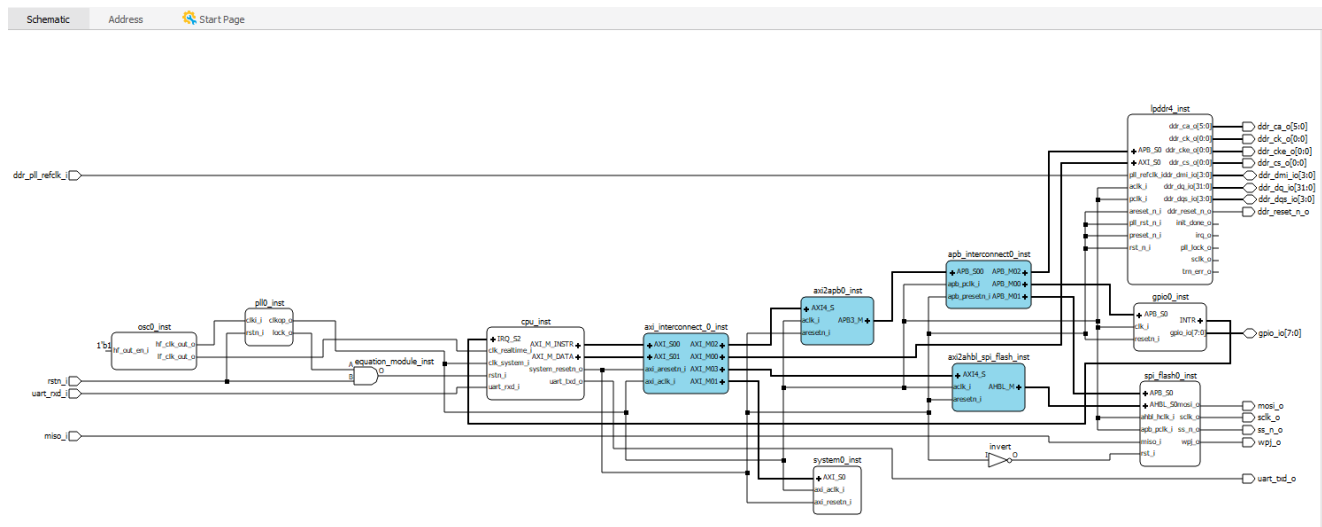 Schematic
Address
Start Page
ddr_pll_refclk_i
rstn_i
uart_rxd_i
miso_i
osc0_inst
1'b1
hf_out_en_i
hf_clk_out_o
lf_clk_out_o
pll0_inst
clki_i
clkop_o
rstn_i
lock_o
equation_module_inst
A
B
O
cpu_inst
IRQ_S2
AXI_M_INSTR
clk_realtime_i
AXI_M_DATA
clk_system_i
system_resetn_o
rstn_i
uart_txd_o
uart_rxd_i
axi_interconnect_0_inst
AXI_S00
AXI_M02
AXI_S01
AXI_M00
axi_aresetn_i
AXI_M03
axi_aclk_i
AXI_M01
axi2apb0_inst
AXI4_S
aclk_i
APB3_M
aresetn_i
system0_inst
AXI_S0
axi_aclk_i
axi_resetn_i
apb_interconnect0_inst
APB_S00
APB_M02
apb_pclk_i
APB_M00
apb_presetn_i
APB_M01
axi2ahbl_spi_flash_inst
AXI4_S
aclk_i
AHBL_M
aresetn_i
invert
I
O
lpddr4_inst
ddr_ca_o[5:0]
ddr_ck_o[0:0]
APB_S0
ddr_cke_o[0:0]
AXI_S0
ddr_cs_o[0:0]
pll_refclk_i
ddr_dmi_io[3:0]
aclk_i
ddr_dq_io[31:0]
pclk_i
ddr_dqs_io[3:0]
areset_n_i
ddr_reset_n_o
pll_rst_n_i
init_done_o
preset_n_i
irq_o
rst_n_i
pll_lock_o
sclk_o
trn_err_o
gpio0_inst
APB_S0
INTR
clk_i
gpio_io[7:0]
resetn_i
spi_flash0_inst
APB_S0
AHBL_S0
mosi_o
ahbl_hclk_i
sclk_o
apb_pclk_i
ss_n_o
miso_i
wpj_o
rst_i
ddr_ca_o[5:0]
ddr_ck_o[0:0]
ddr_cke_o[0:0]
ddr_cs_o[0:0]
ddr_dmi_io[3:0]
ddr_dq_io[31:0]
ddr_dqs_io[3:0]
ddr_reset_n_o
gpio_io[7:0]
mosi_o
sclk_o
ss_n_o
wpj_o
uart_txd_o